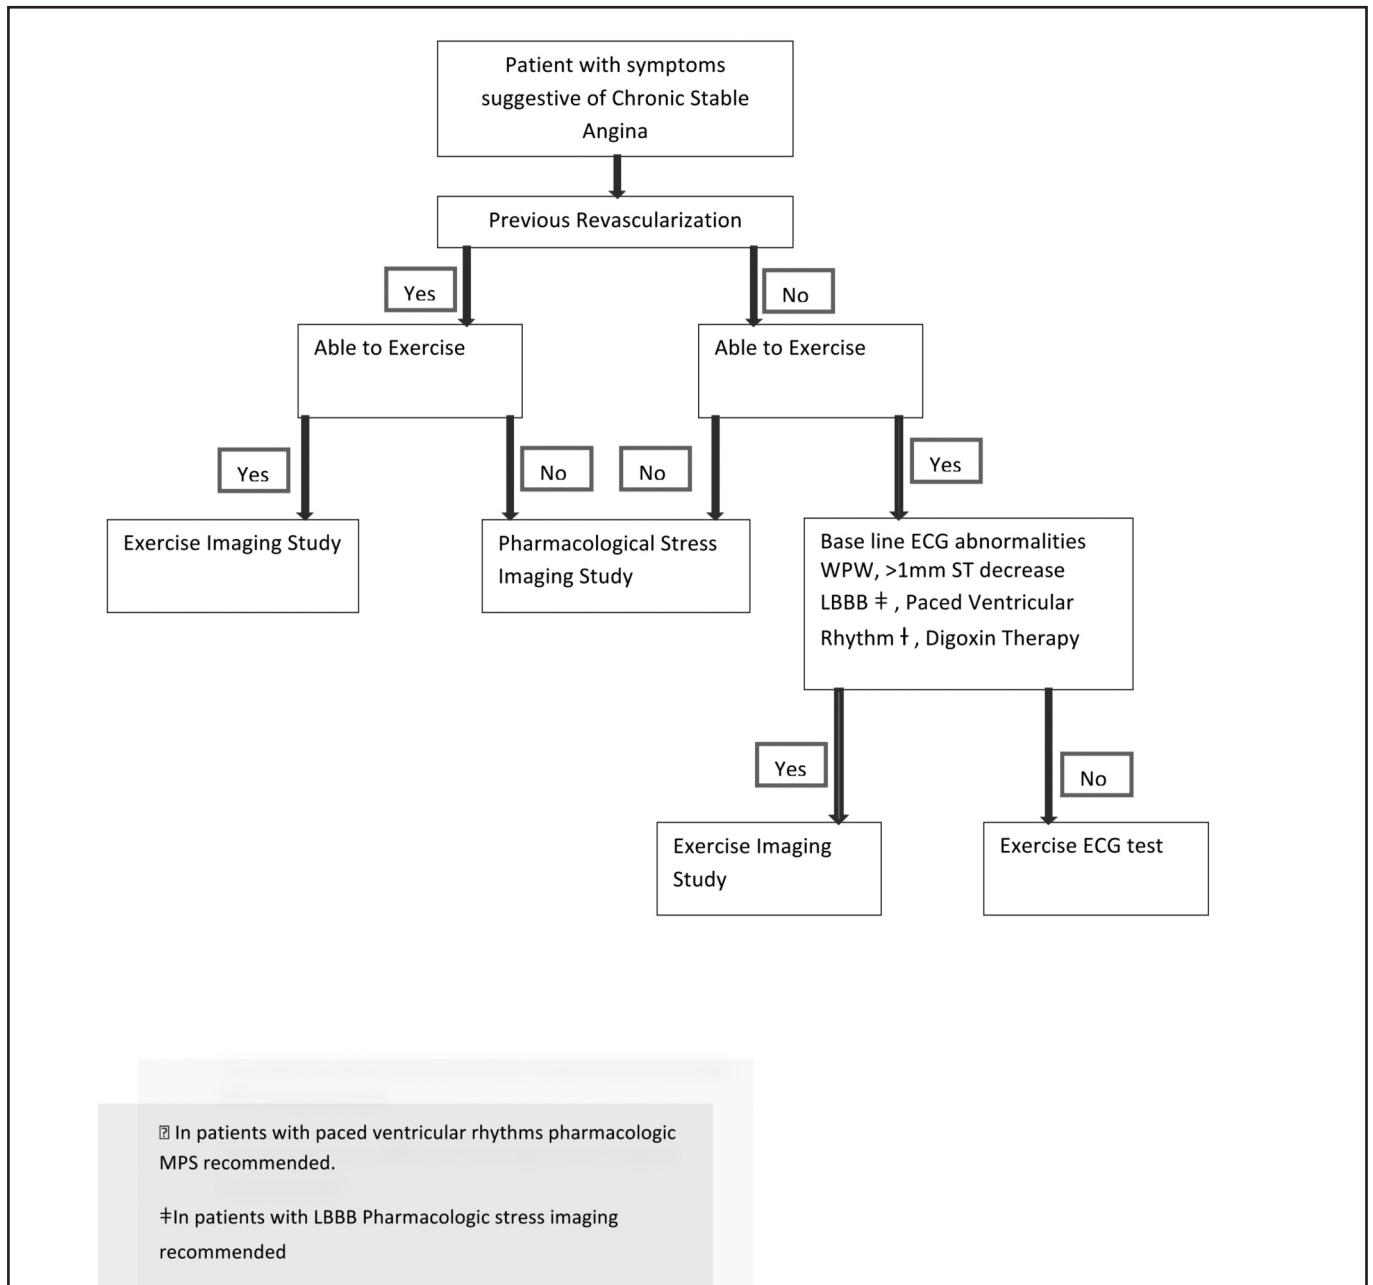 Patient with symptoms
suggestive of Chronic Stable
Angina
Previous Revascularization
Yes
No
Able to Exercise
Able to Exercise
Yes
No
No
Yes
Exercise Imaging Study
Pharmacological Stress
Imaging Study
Base line ECG abnormalities
WPW, >1mm ST decrease
LBBB ǂ , Paced Ventricular
Rhythm ƚ , Digoxin Therapy
Yes
No
Exercise Imaging
Study
Exercise ECG test
⍰ In patients with paced ventricular rhythms pharmacologic
MPS recommended.
ǂIn patients with LBBB Pharmacologic stress imaging
recommended